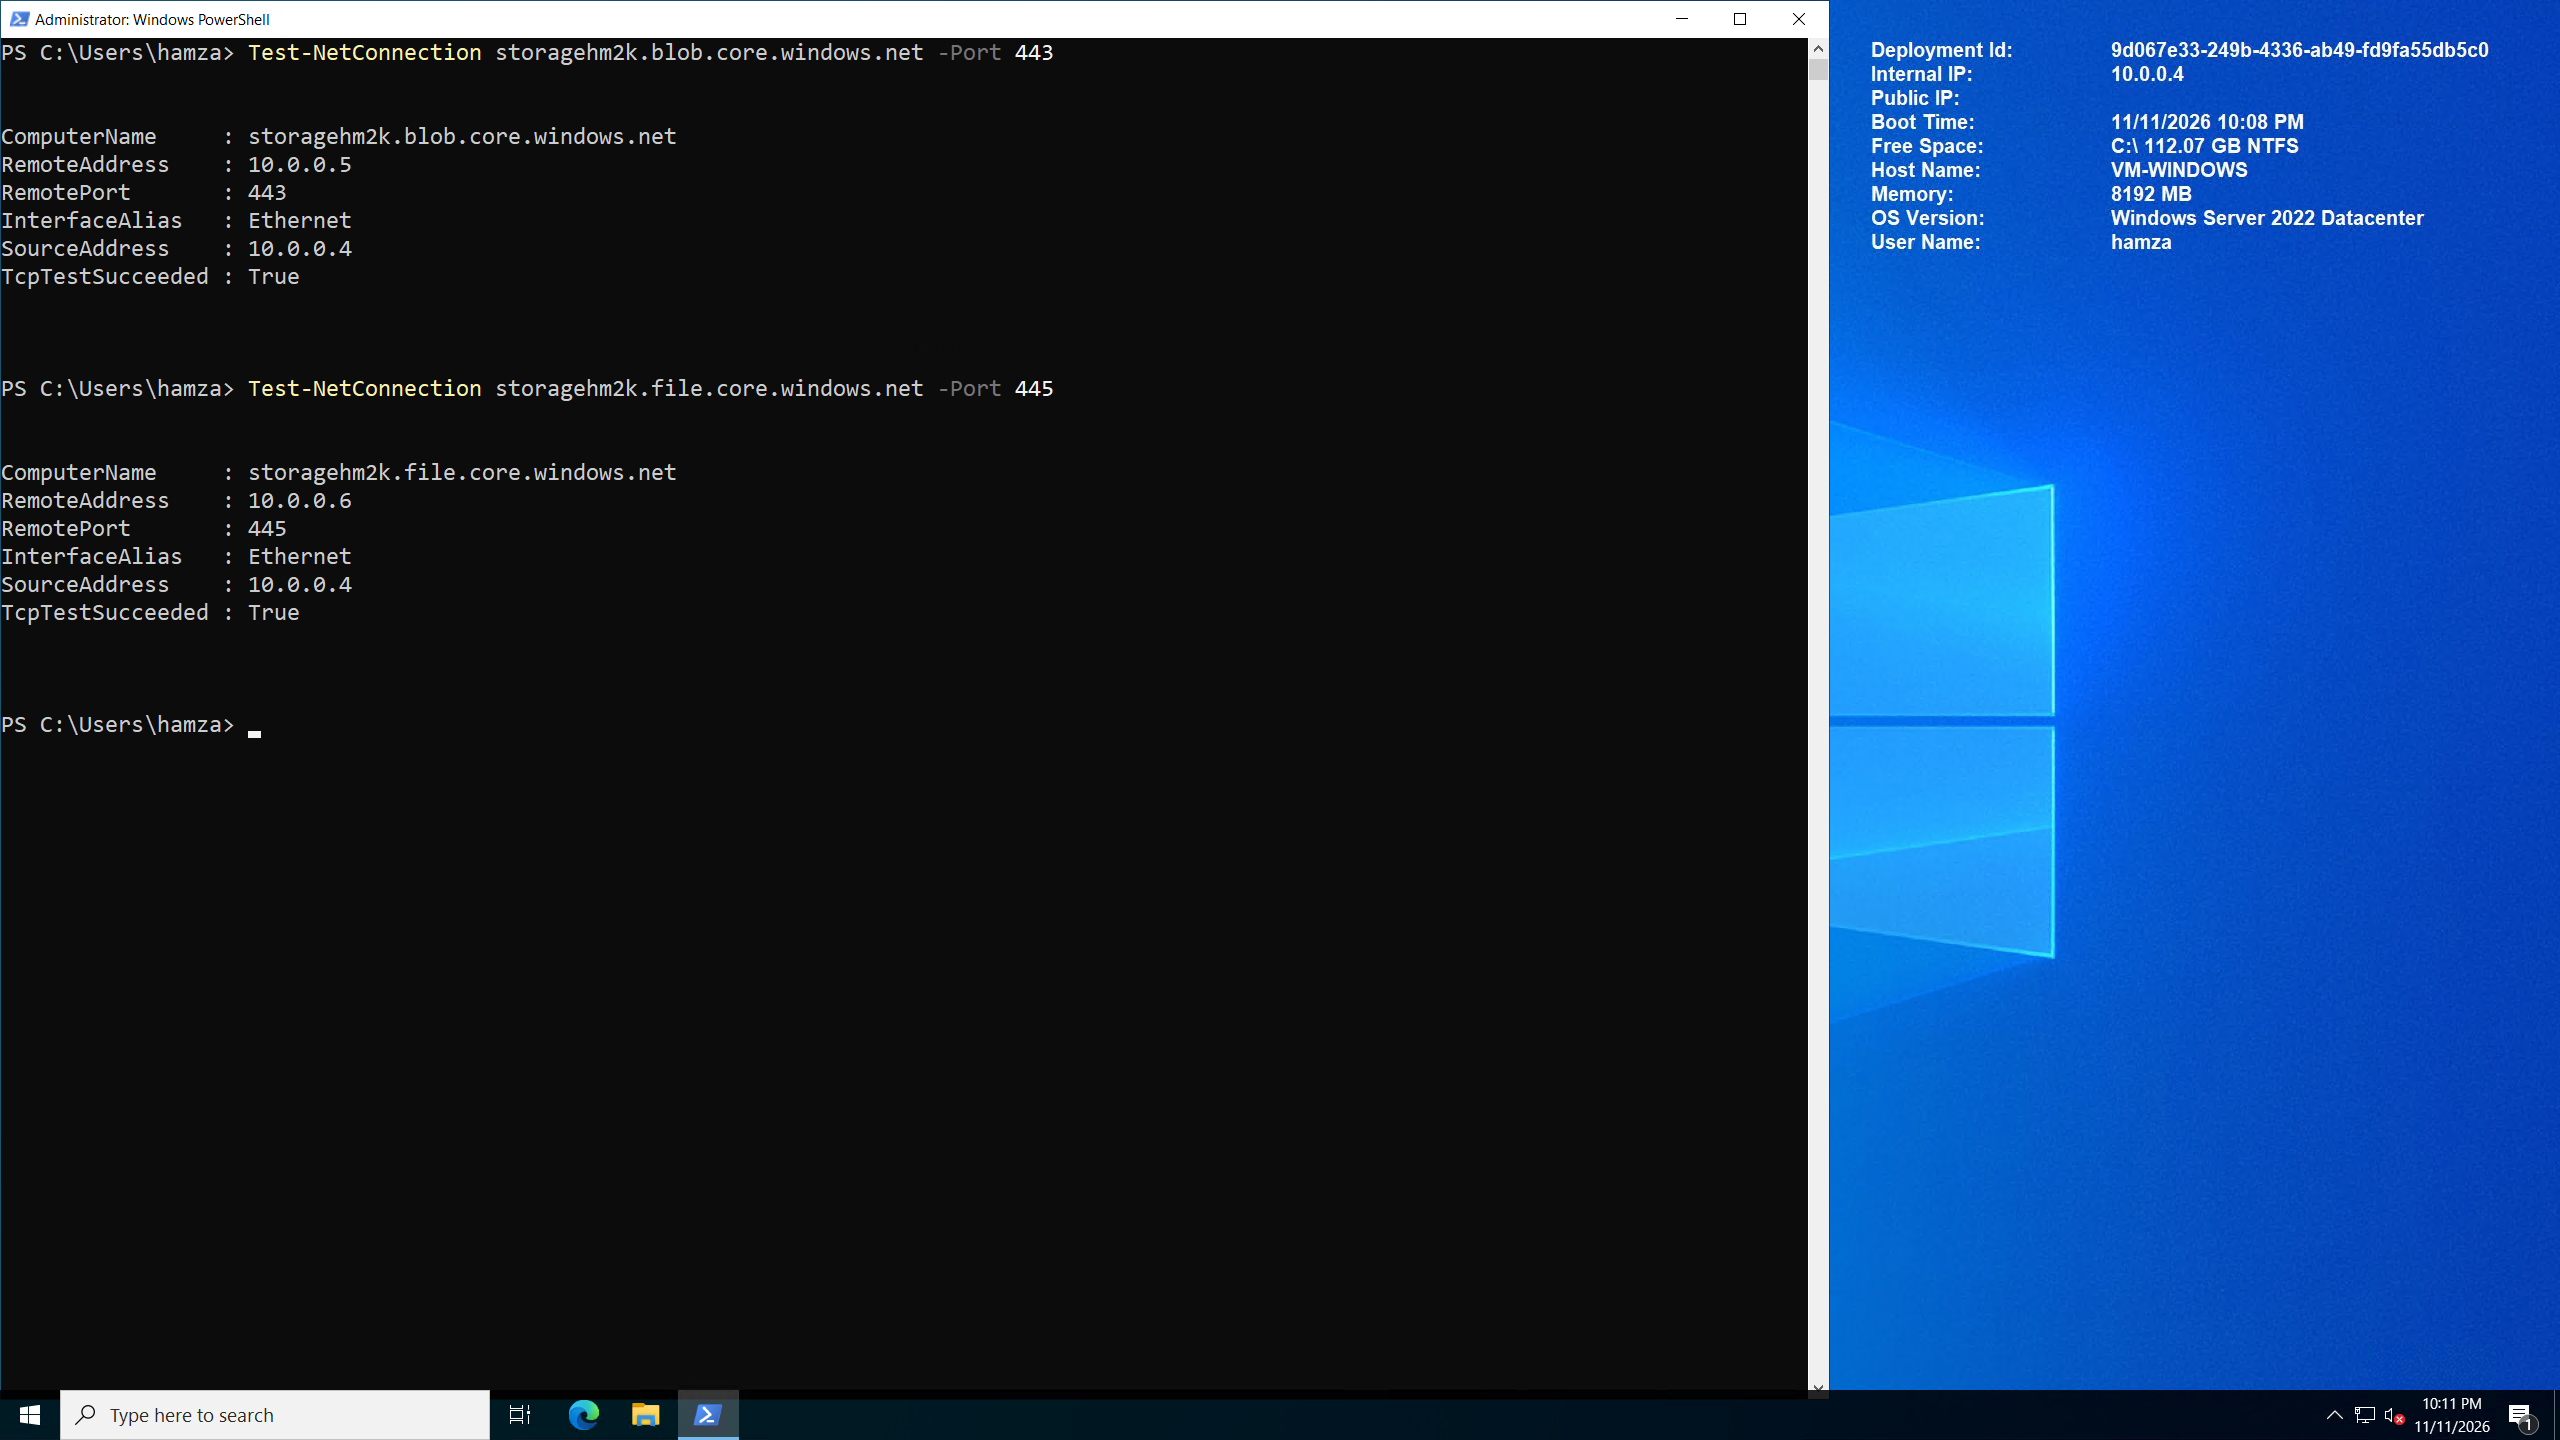 Administrator: Windows PowerShell
PS C:\Users\hamza> Test-NetConnection storagehm2k.blob.core.windows.net -Port 443
ComputerName     : storagehm2k.blob.core.windows.net
RemoteAddress    : 10.0.0.5
RemotePort       : 443
InterfaceAlias   : Ethernet
SourceAddress    : 10.0.0.4
TcpTestSucceeded : True
PS C:\Users\hamza> Test-NetConnection storagehm2k.file.core.windows.net -Port 445
ComputerName     : storagehm2k.file.core.windows.net
RemoteAddress    : 10.0.0.6
RemotePort       : 445
InterfaceAlias   : Ethernet
SourceAddress    : 10.0.0.4
TcpTestSucceeded : True
PS C:\Users\hamza>
Deployment Id: 9d067e33-249b-4336-ab49-fd9fa55db5c0
Internal IP: 10.0.0.4
Public IP:
Boot Time: 11/11/2026 10:08 PM
Free Space: C:\ 112.07 GB NTFS
Host Name: VM-WINDOWS
Memory: 8192 MB
OS Version: Windows Server 2022 Datacenter
User Name: hamza
Type here to search
10:11 PM
11/11/2026
1